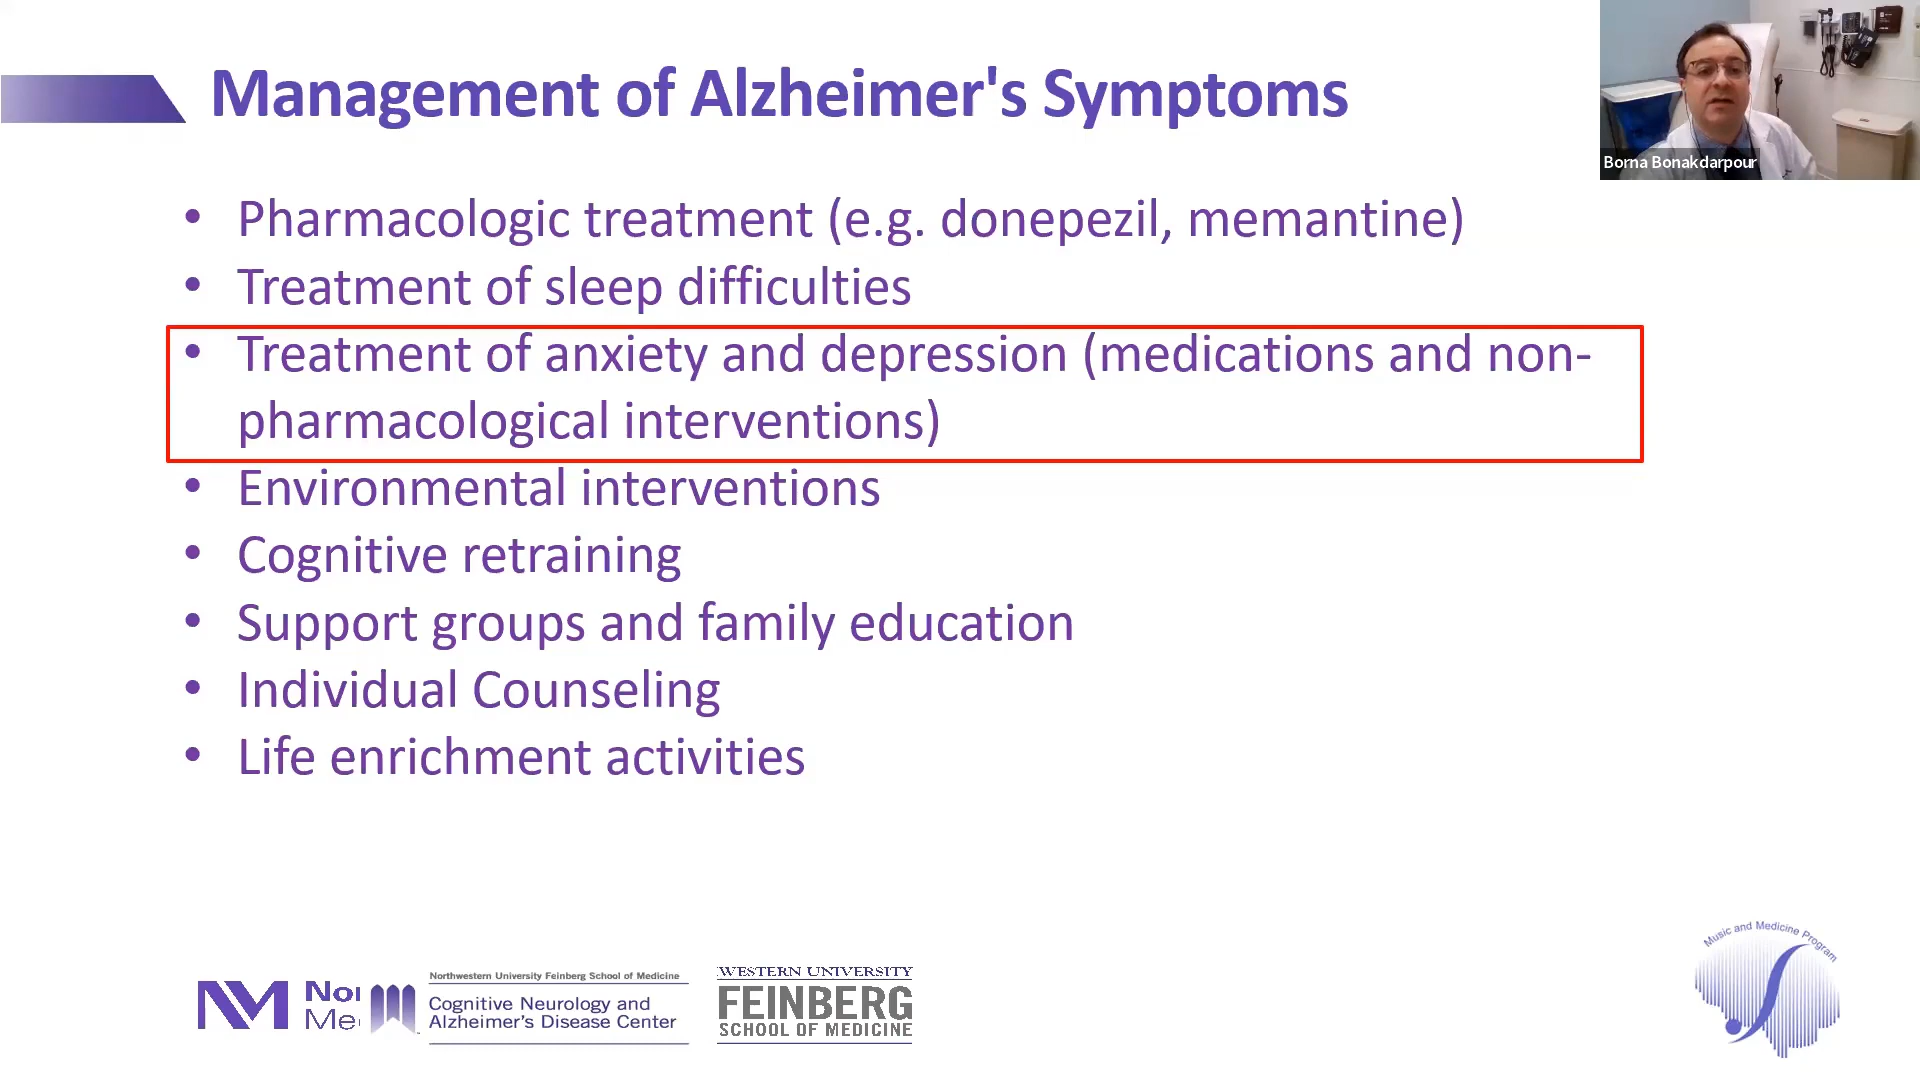 Management of Alzheimer's Symptoms
Borna Bonakdarpour
• Pharmacologic treatment (e.g. donepezil, memantine)
• Treatment of sleep difficulties
• Treatment of anxiety and depression (medications and non-
pharmacological interventions)
• Environmental interventions
• Cognitive retraining
• Support groups and family education
• Individual Counseling
• Life enrichment activities
Music and Medicine Program
NM
Northwestern University Feinberg School of Medicine
Cognitive Neurology and
Alzheimer's Disease Center
WESTERN UNIVERSITY
FEINBERG
SCHOOL OF MEDICINE